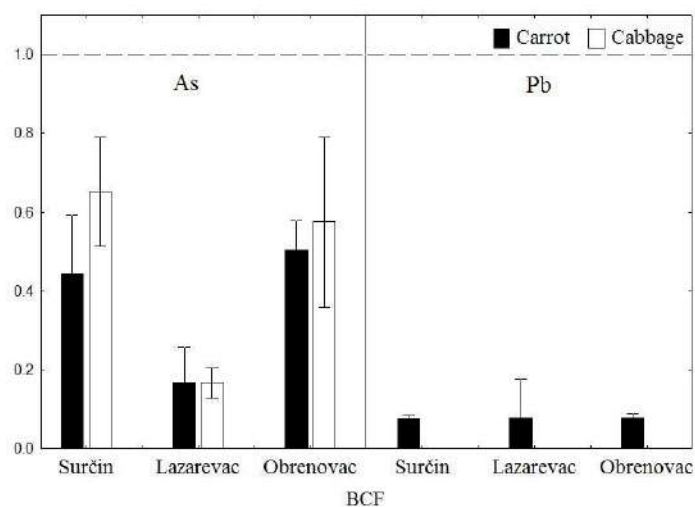 1.0
Carrot Cabbage
As
Pb
0.8
0.6
0.4
0.2
0.0
Surčin Lazarevac Obrenovac Surčin Lazarevac Obrenovac
BCF